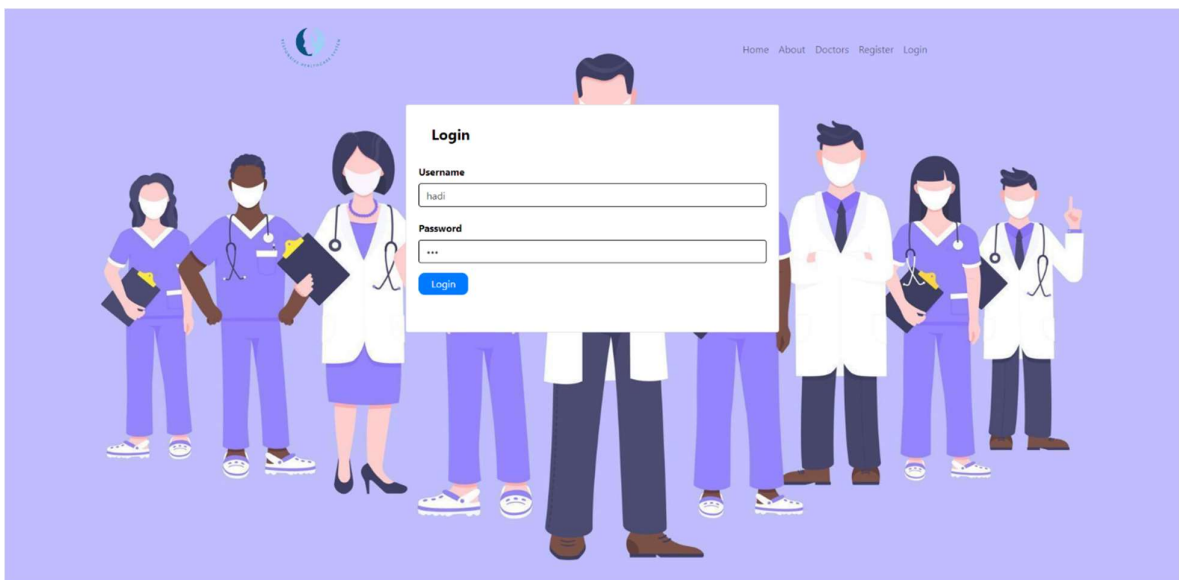 Home About Doctors Register Login
Login
Username
hadi
Password
•••
Login